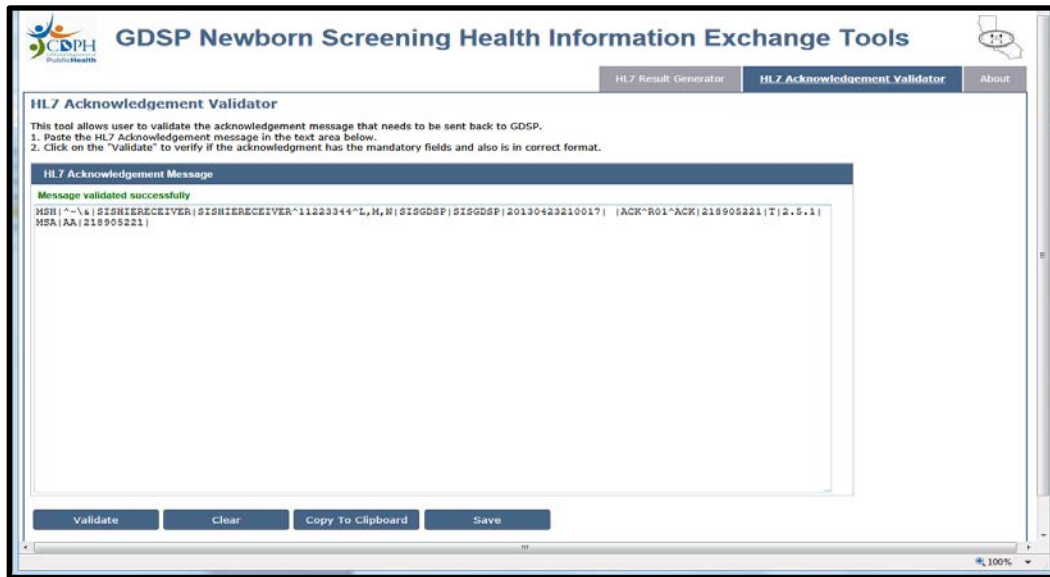 CDPH
PublicHealth
GDSP Newborn Screening Health Information Exchange Tools
HL7 Result Generator
HL7 Acknowledgement Validator
About
HL7 Acknowledgement Validator
This tool allows user to validate the acknowledgement message that needs to be sent back to GDSP.
1. Paste the HL7 Acknowledgement message in the text area below.
2. Click on the "Validate" to verify if the acknowledgment has the mandatory fields and also is in correct format.
HL7 Acknowledgement Message
Message validated successfully
MSH|^~\&|SISHIERECEIVER|SISHIERECEIVER^11223344^L,M,N|SISGDSP|SISGDSP|20130423210017| |ACK^R01^ACK|218905221|T|2.5.1|
MSA|AA|218905221|
Validate
Clear
Copy To Clipboard
Save
100%